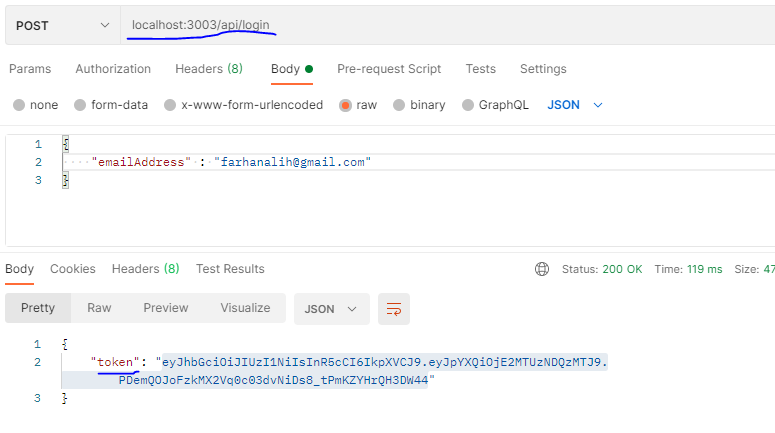 POST localhost:3003/api/login
Params Authorization Headers (8) Body Pre-request Script Tests Settings
none form-data x-www-form-urlencoded raw binary GraphQL JSON
1 {
2 "emailAddress" : "farhanalih@gmail.com"
3 }
Body Cookies Headers (8) Test Results Status: 200 OK Time: 119 ms Size: 47
Pretty Raw Preview Visualize JSON
1 {
2 "token": "eyJhbGciOiJIUzI1NiIsInR5cCI6IkpXVCJ9.eyJpYXQiOjE2MTUzNDQzMTJ9.
PDemQOJoFzkMX2Vq0c03dvNiDs8_tPmKZYHrQH3DW44"
3 }